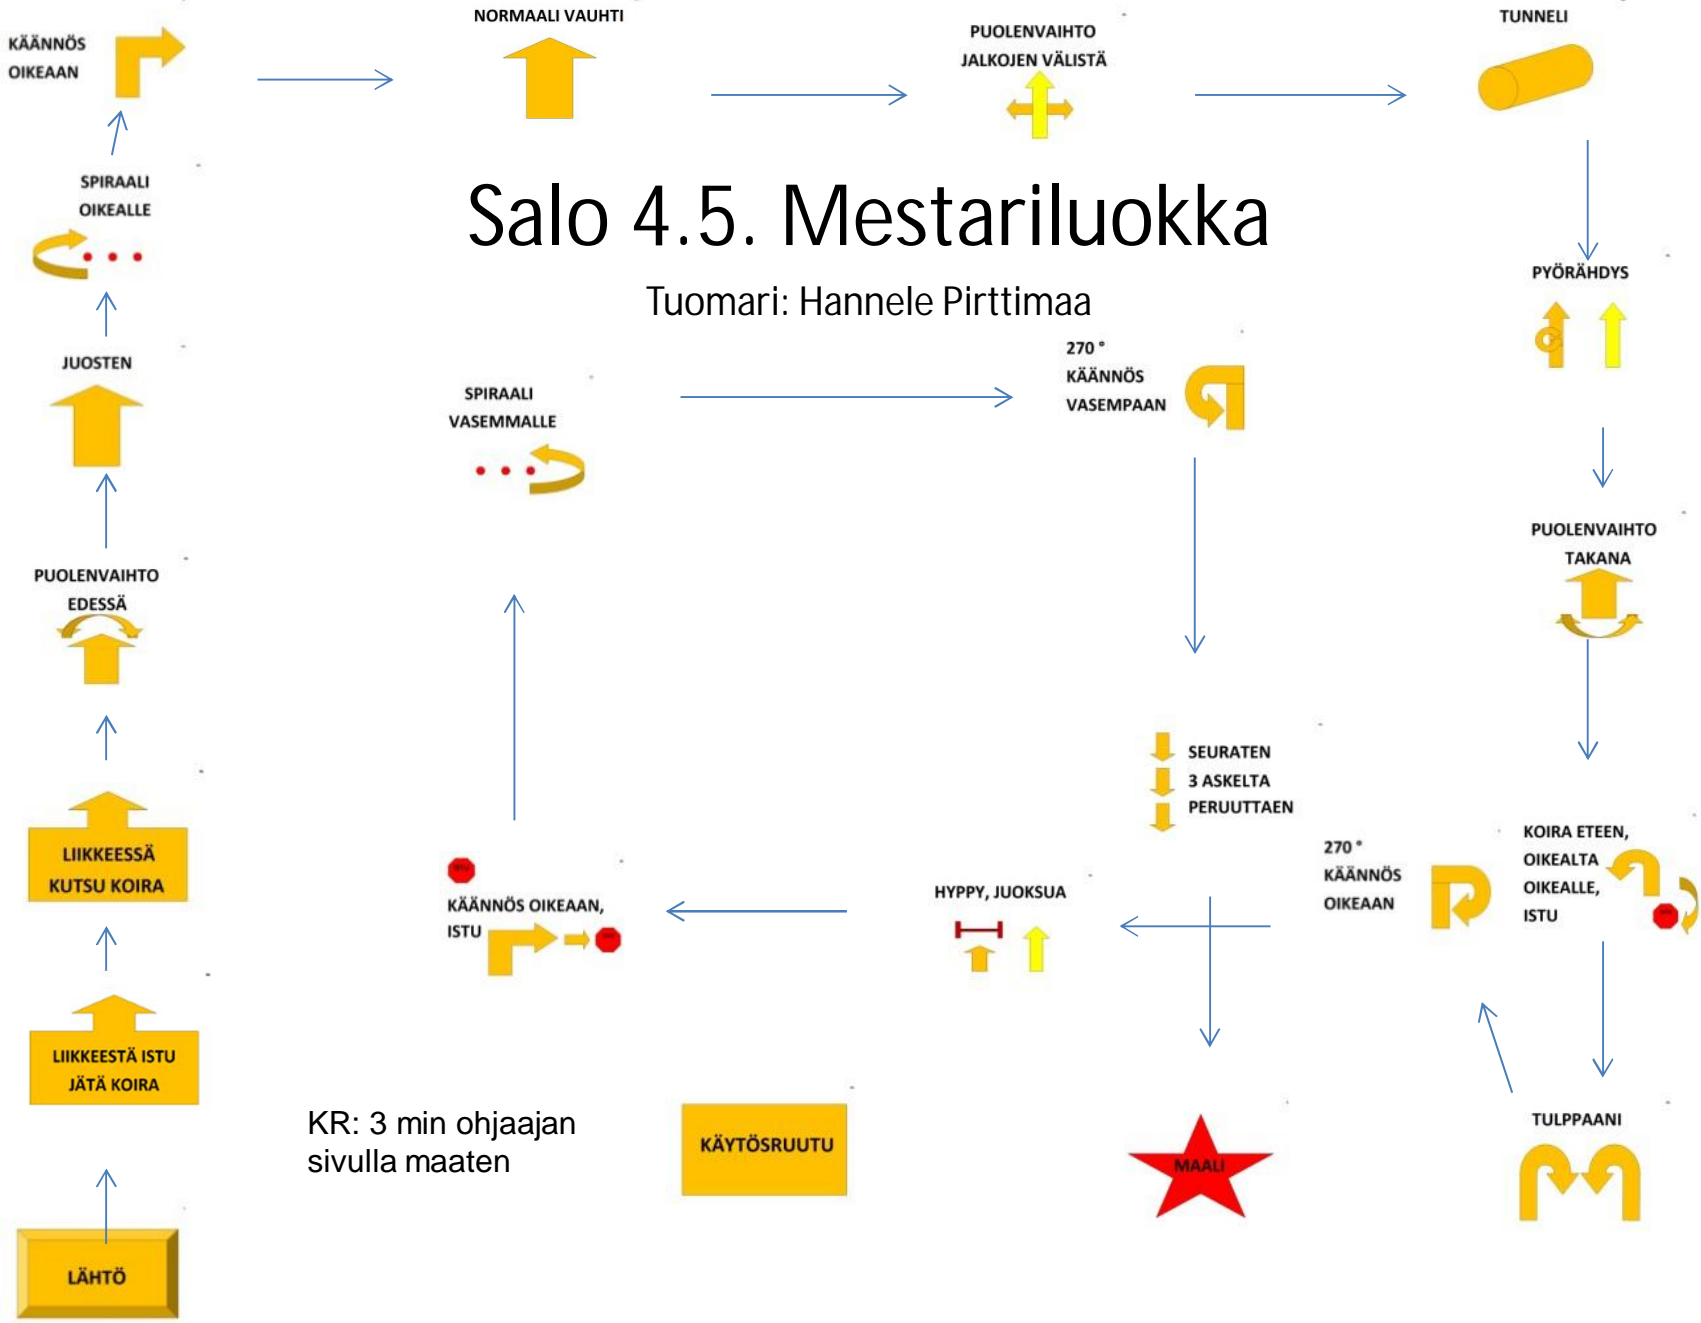 KÄÄNNÖS
OIKEAAN
NORMAALI VAUHTI
PUOLENVAIHTO
JALKOJEN VÄLISTÄ
TUNNELI
SPIRAALI
OIKEALLE
Salo 4.5. Mestariluokka
Tuomari: Hannele Pirttimaa
PYÖRÄHDYS
JUOSTEN
SPIRAALI
VASEMMALLE
270 °
KÄÄNNÖS
VASEMPAAN
PUOLENVAIHTO
TAKANA
PUOLENVAIHTO
EDESSÄ
SEURATEN
3 ASKELTA
PERUUTTAEN
LIIKKEESSÄ
KUTSU KOIRA
KÄÄNNÖS OIKEAAN,
ISTU
HYPPY, JUOKSUA
270 °
KÄÄNNÖS
OIKEAAN
KOIRA ETEEN,
OIKEALTA
OIKEALLE,
ISTU
LIIKKEESTÄ ISTU
JÄTÄ KOIRA
KR: 3 min ohjaajan
sivulla maaten
KÄYTÖSRUUTU
MAALI
TULPPAANI
LÄHTÖ